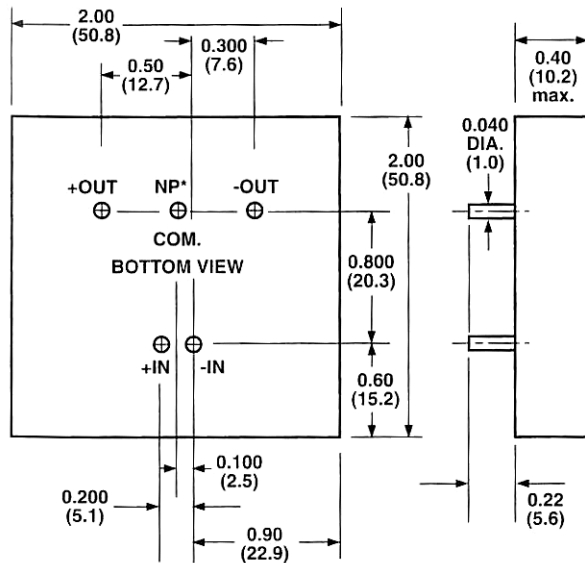 2.00
(50.8)
0.300
(7.6)
0.50
(12.7)
0.40
(10.2)
max.
0.040
DIA.
(1.0)
2.00
(50.8)
+OUT
NP*
-OUT
COM.
BOTTOM VIEW
0.800
(20.3)
+IN
-IN
0.60
(15.2)
0.100
(2.5)
0.200
(5.1)
0.90
(22.9)
0.22
(5.6)